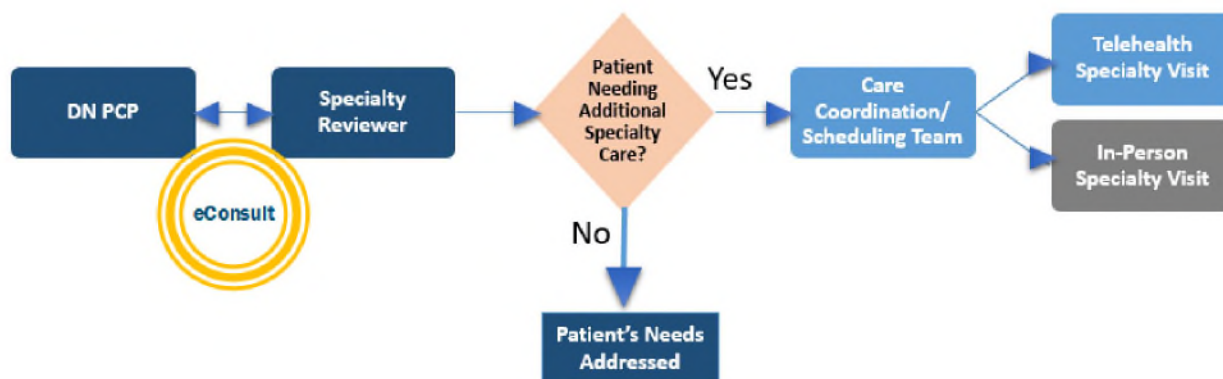 DN PCP
eConsult
Specialty
Reviewer
Patient
Needing
Additional
Specialty
Care?
Yes
No
Patient's Needs
Addressed
Care
Coordination/
Scheduling Team
Telehealth
Specialty Visit
In-Person
Specialty Visit